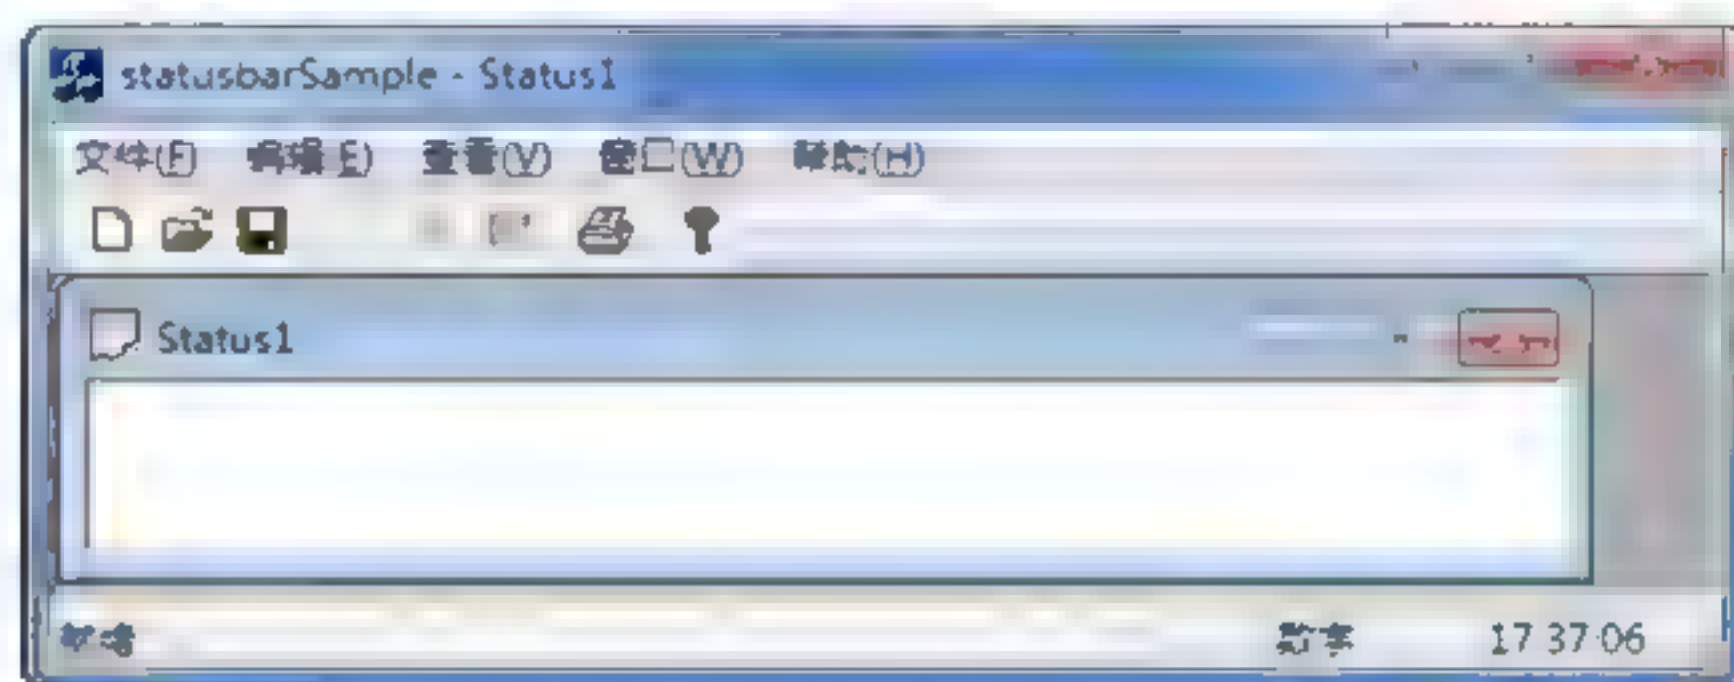 statusbarSample - Status1
文件(F) 编辑(E) 查看(V) 窗口(W) 帮助(H)
Status1
就绪 数字 17:37:06